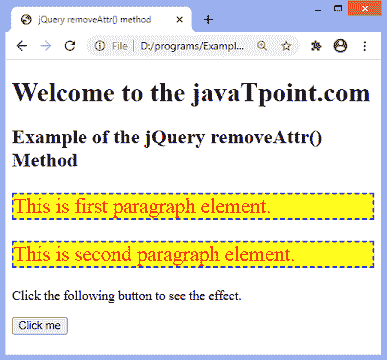 jQuery removeAttr() method
File | D:/programs/Exampl...
Welcome to the javaTpoint.com
Example of the jQuery removeAttr()
Method
This is first paragraph element.
This is second paragraph element.
Click the following button to see the effect.
Click me